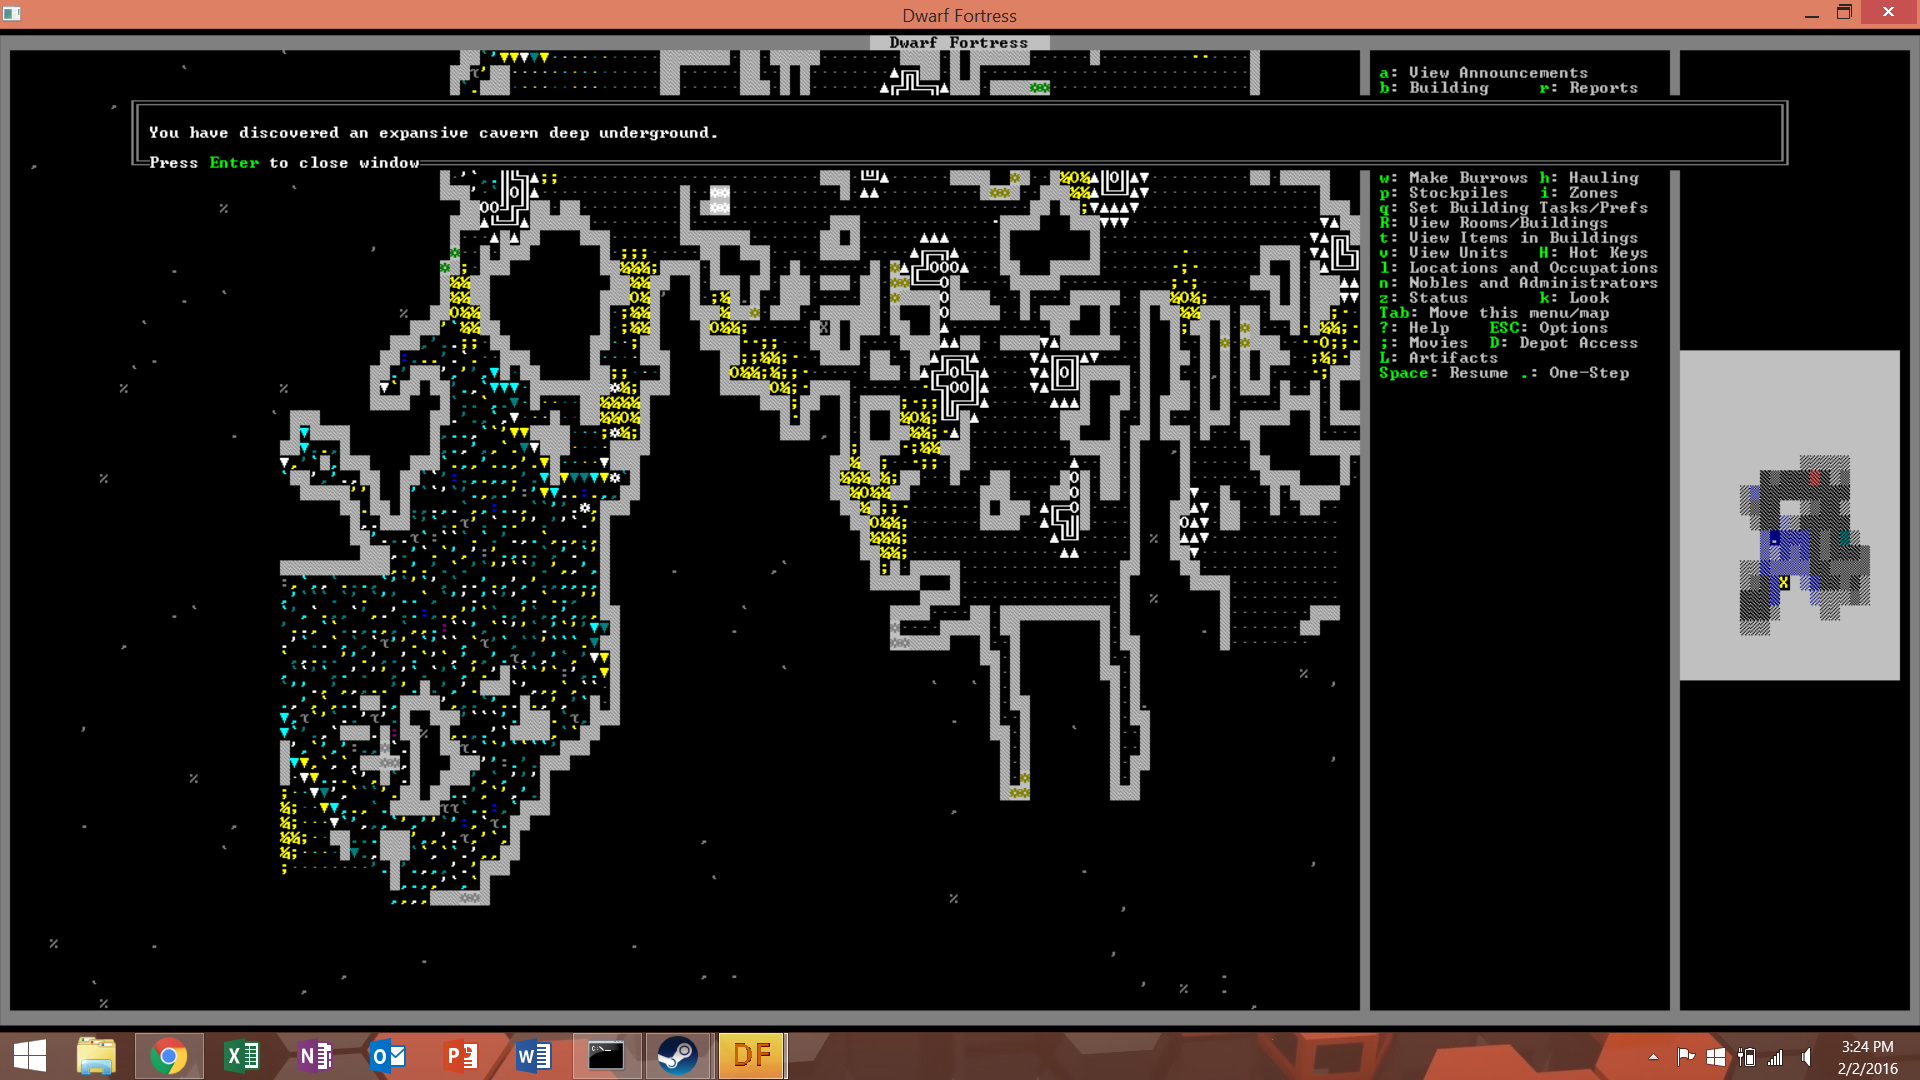 Dwarf Fortress
Dwarf Fortress
a: View Announcements
b: Building r: Reports
You have discovered an expansive cavern deep underground.
Press Enter to close window
w: Make Burrows h: Hauling
p: Stockpiles i: Zones
q: Set Building Tasks/Prefs
R: View Rooms/Buildings
t: View Items in Buildings
v: View Units H: Hot Keys
l: Locations and Occupations
n: Nobles and Administrators
z: Status k: Look
Tab: Move this menu/map
?: Help ESC: Options
;: Movies D: Depot Access
L: Artifacts
Space: Resume .: One-Step
DF
3:24 PM
2/2/2016